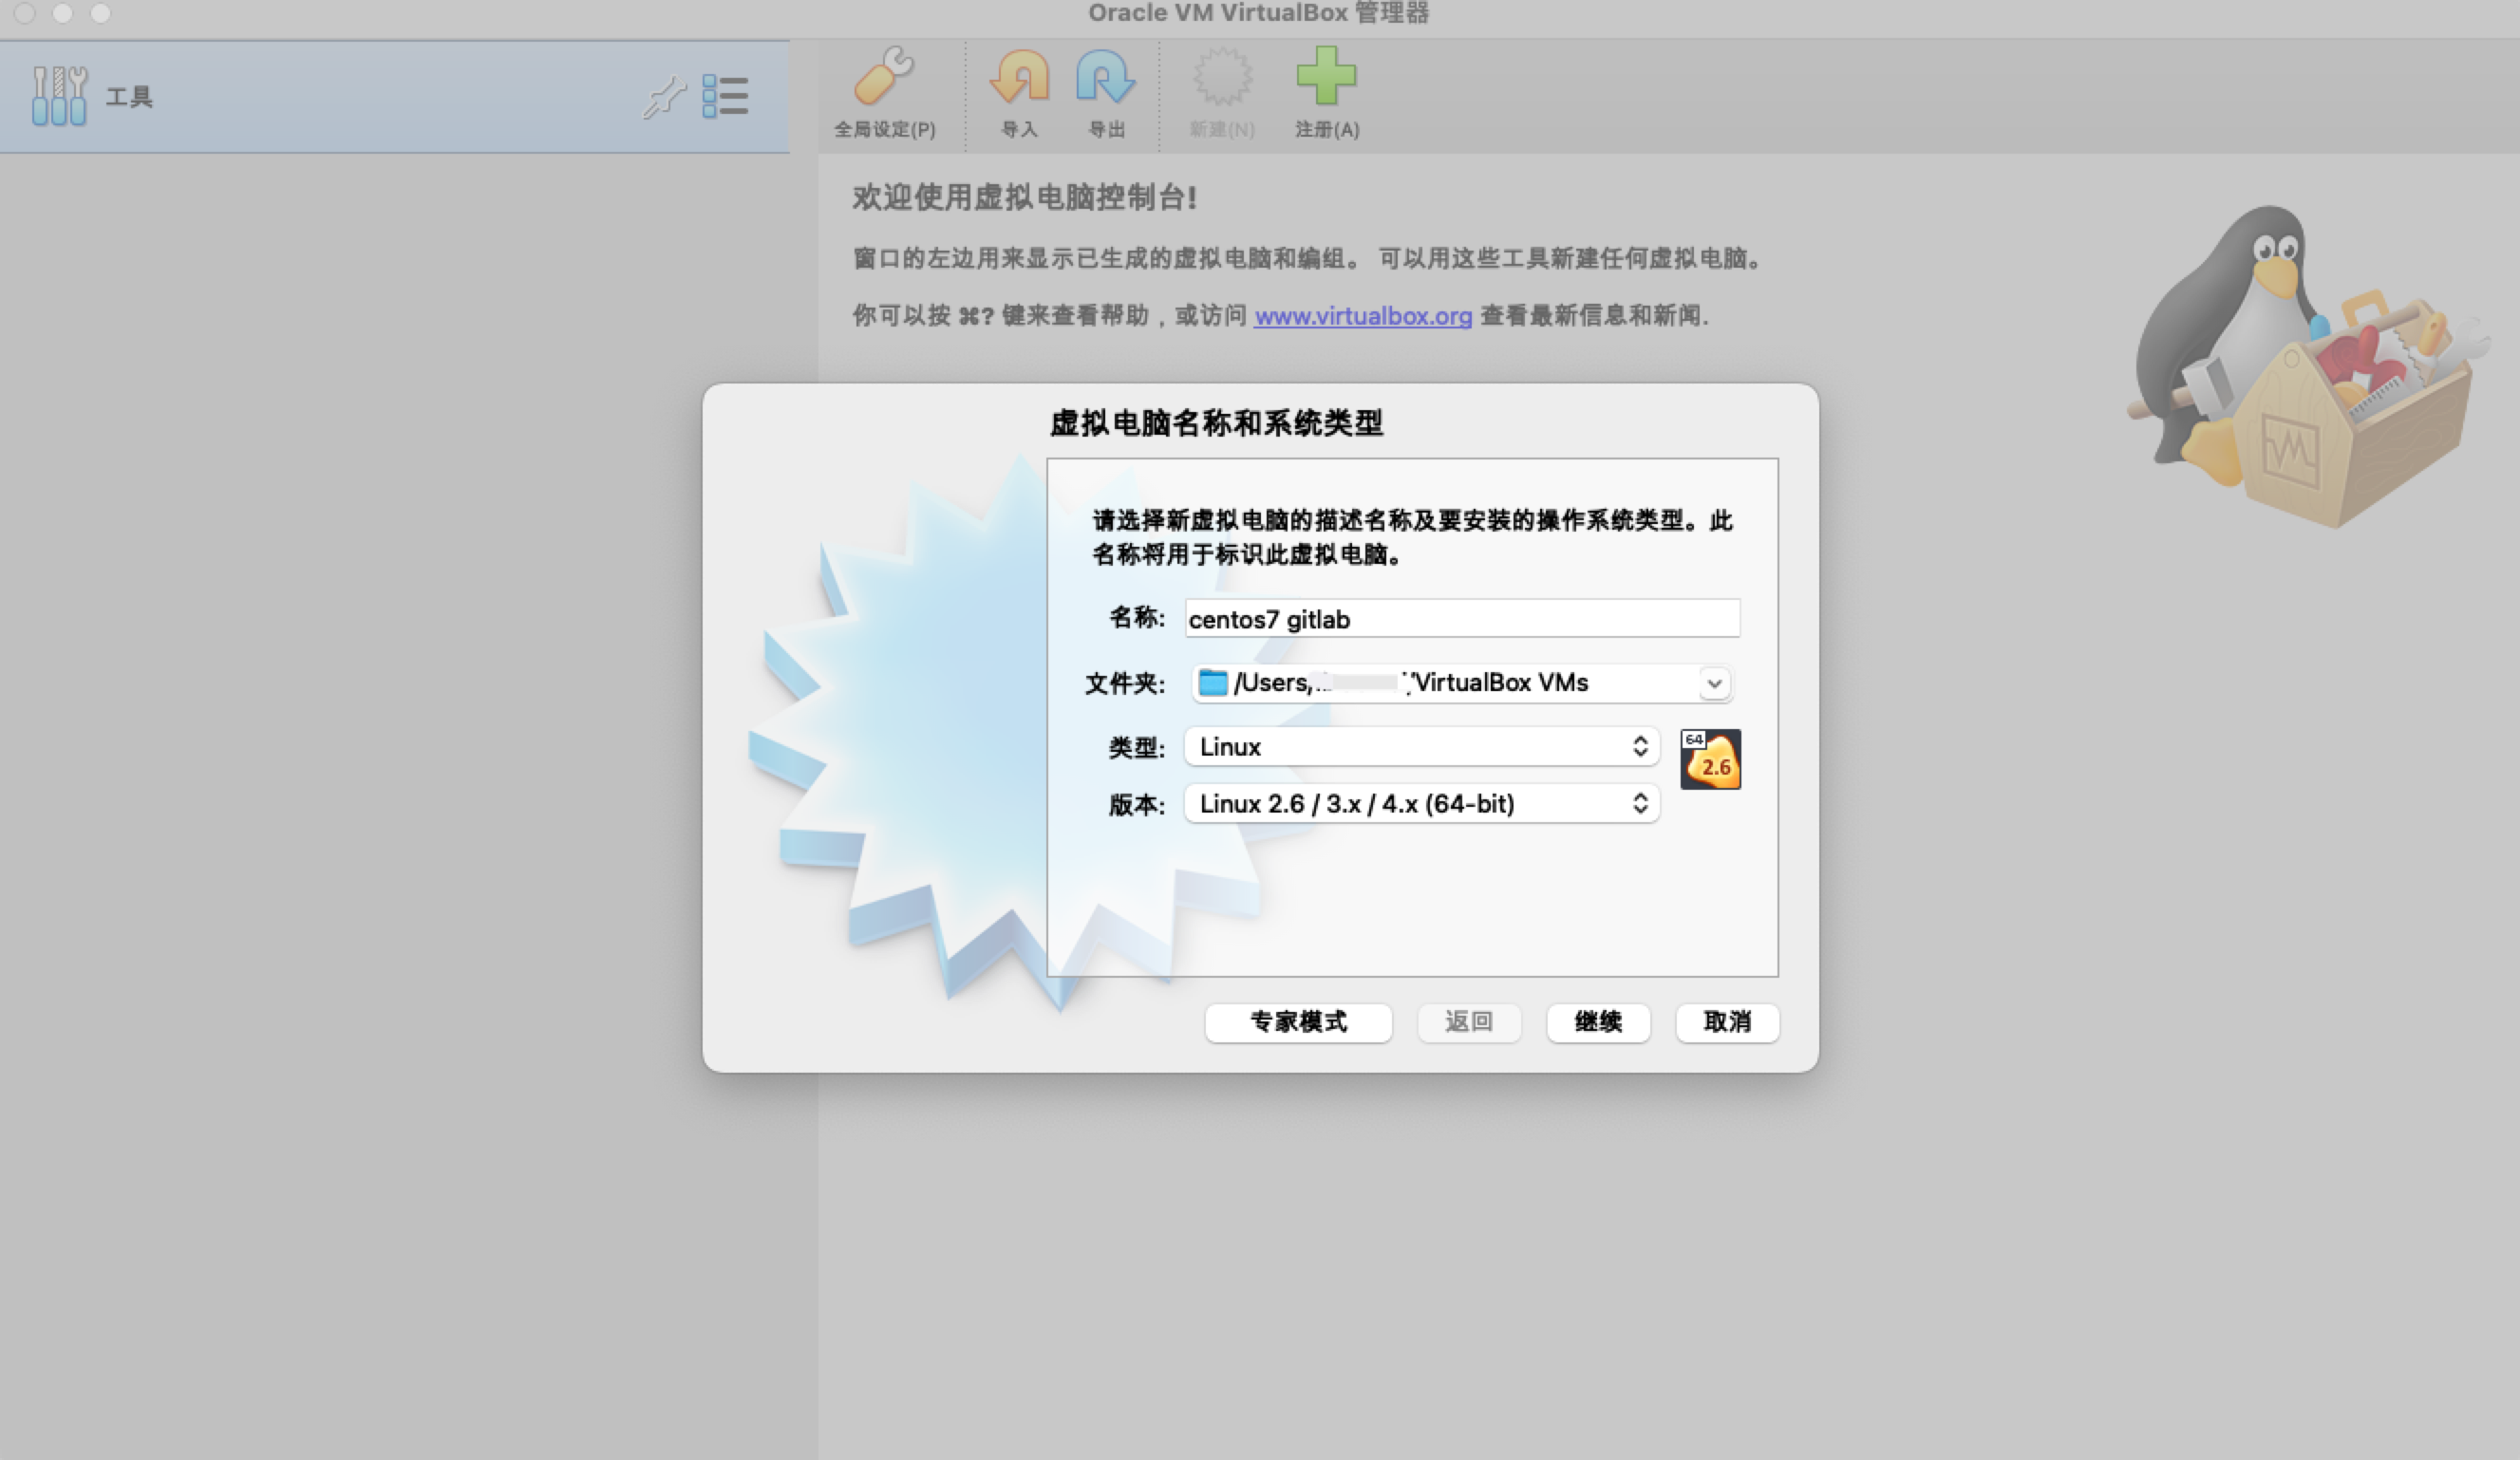 Oracle VM VirtualBox 管理器
工具
全局设定(P)
导入
导出
新建(N)
注册(A)
欢迎使用虚拟电脑控制台!
窗口的左边用来显示已生成的虚拟电脑和编组。 可以用这些工具新建任何虚拟电脑。
你可以按 ⌘? 键来查看帮助，或访问 www.virtualbox.org 查看最新信息和新闻.
虚拟电脑名称和系统类型
请选择新虚拟电脑的描述名称及要安装的操作系统类型。此
名称将用于标识此虚拟电脑。
名称: centos7 gitlab
文件夹: /Users/ /VirtualBox VMs
类型: Linux
64
2.6
版本: Linux 2.6 / 3.x / 4.x (64-bit)
专家模式
返回
继续
取消